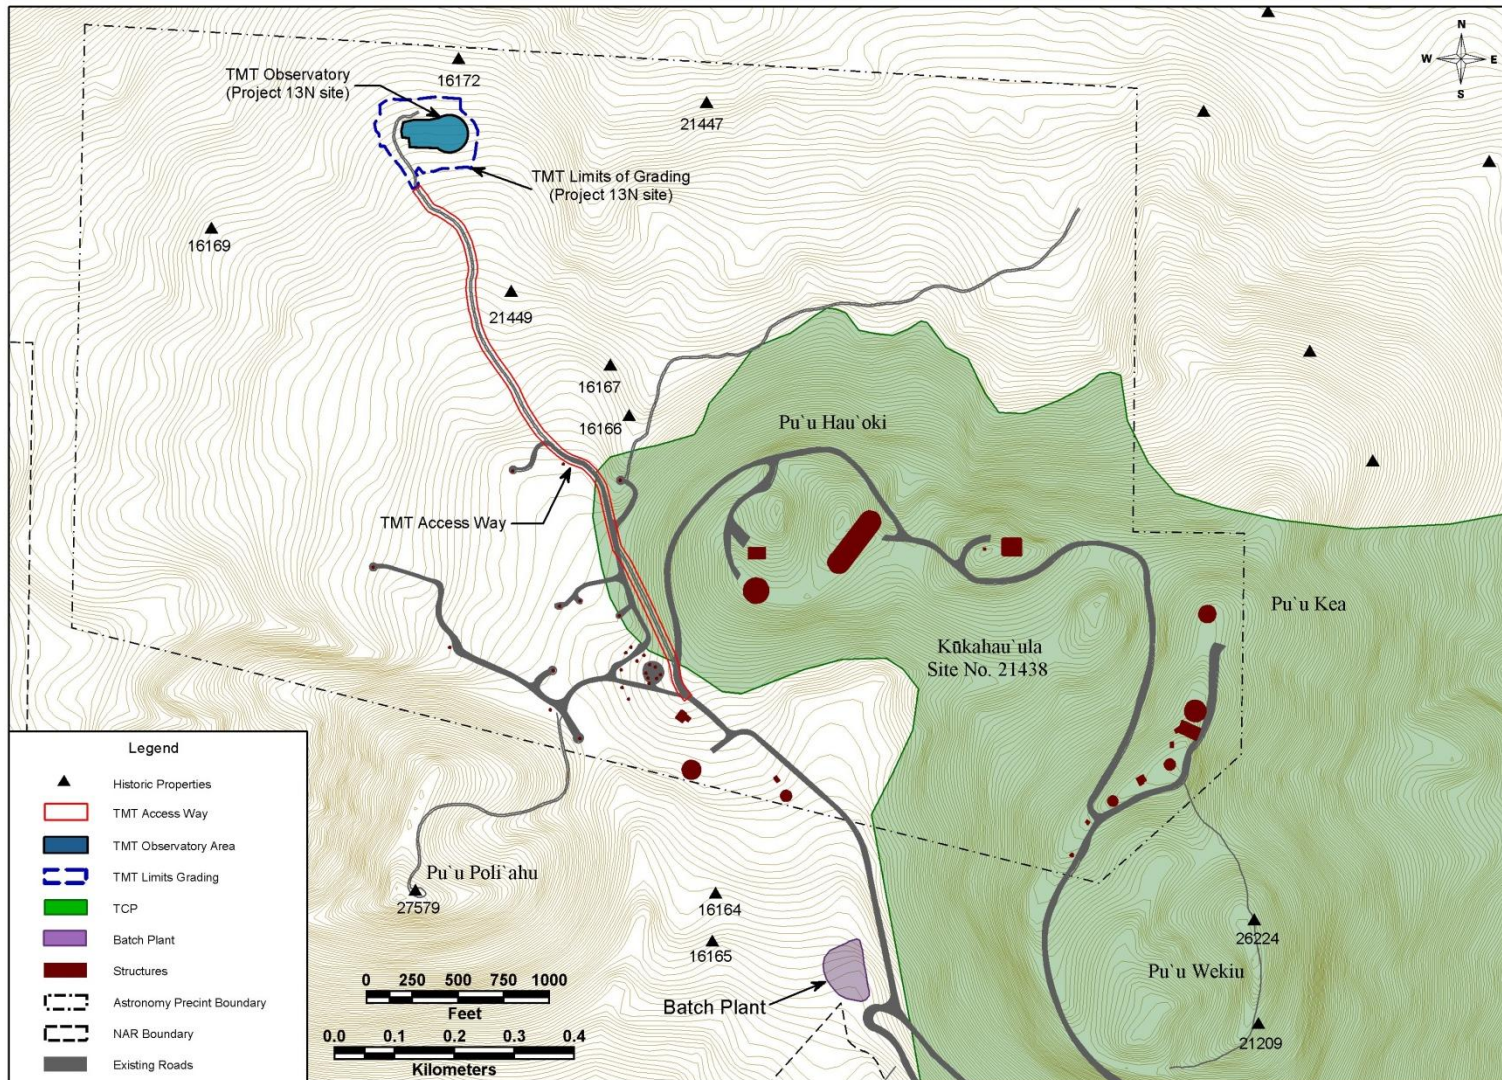 N
W E
S
TMT Observatory
(Project 13N site)
16172
21447
TMT Limits of Grading
(Project 13N site)
16169
21449
16167
16166
Pu`u Hau`oki
TMT Access Way
Pu`u Kea
Kūkahau`ula
Site No. 21438
Pu`u Poli`ahu
27579
16164
16165
26224
Pu`u Wekiu
21209
Batch Plant
Legend
Historic Properties
TMT Access Way
TMT Observatory Area
TMT Limits Grading
TCP
Batch Plant
Structures
Astronomy Precint Boundary
NAR Boundary
Existing Roads
0 250 500 750 1000
Feet
0.0 0.1 0.2 0.3 0.4
Kilometers